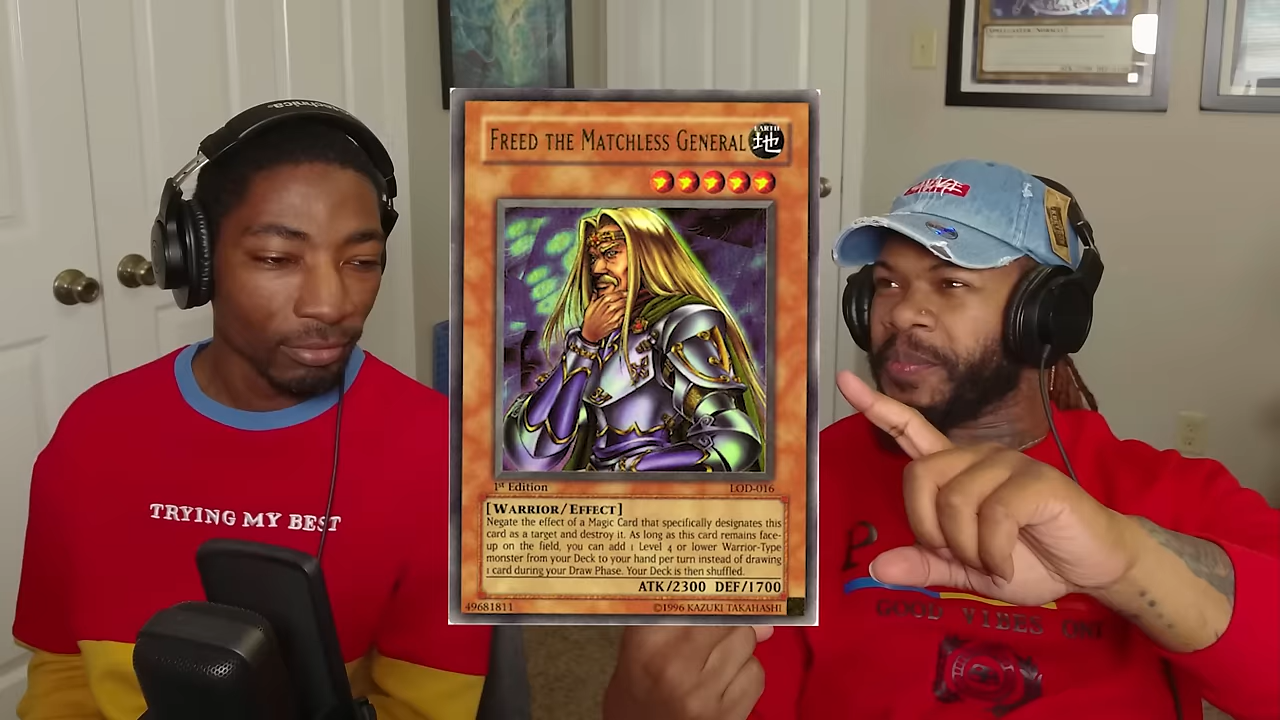 Freed the Matchless General
EARTH
地
1st Edition
LOD-016
[Warrior/Effect]
Negate the effect of a Magic Card that specifically designates this
card as a target and destroy it. As long as this card remains face-
up on the field, you can add 1 Level 4 or lower Warrior-Type
monster from your Deck to your hand per turn instead of drawing
1 card during your Draw Phase. Your Deck is then shuffled.
ATK/2300 DEF/1700
49681811
©1996 KAZUKI TAKAHASHI
TRYING MY BEST
P
GOOD VIBES